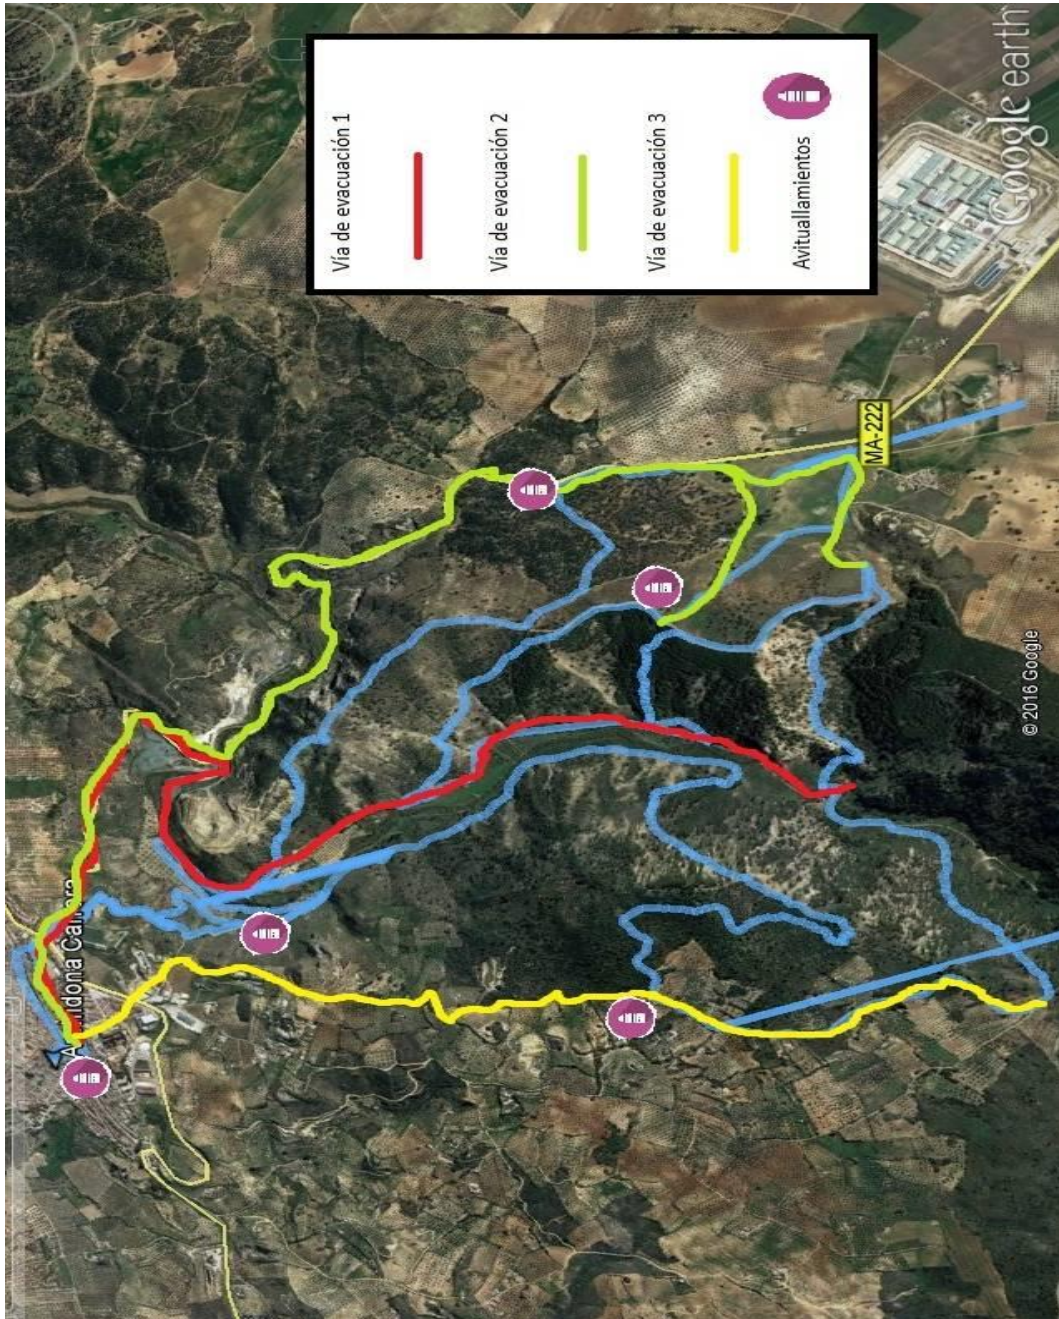 Vía de evacuación 1
Vía de evacuación 2
Vía de evacuación 3
Avituallamientos
MA-222
© 2016 Google
Google earth